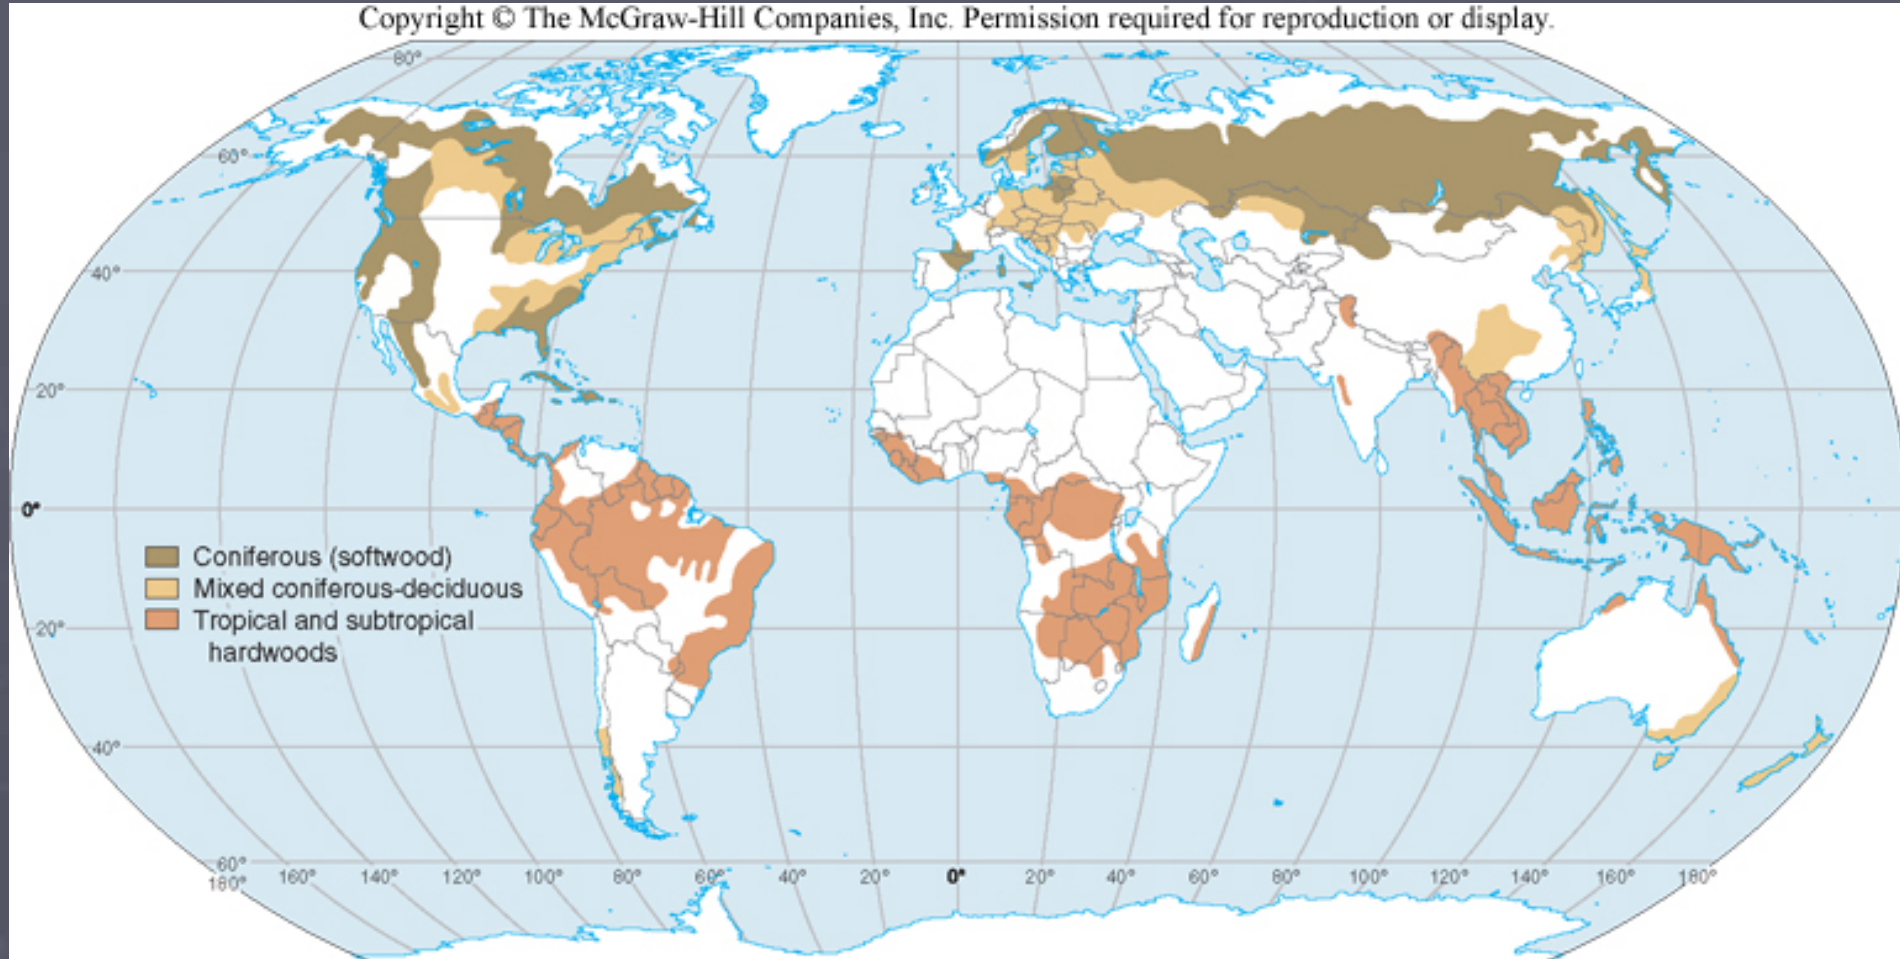 Copyright © The McGraw-Hill Companies, Inc. Permission required for reproduction or display.
80°
60°
40°
20°
0°
Coniferous (softwood)
Mixed coniferous-deciduous
Tropical and subtropical
hardwoods
20°
40°
60°
180° 160° 140° 120° 100° 80° 60° 40° 20° 0° 20° 40° 60° 80° 100° 120° 140° 160° 180°